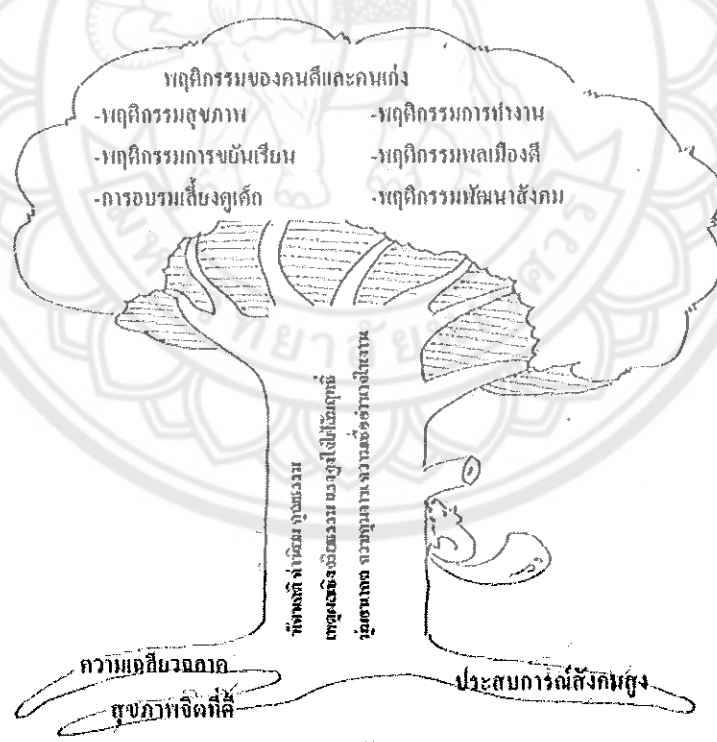 พฤติกรรมของคนดีและคนเก่ง
-พฤติกรรมสุขภาพ
-พฤติกรรมการทำงาน
-พฤติกรรมการขยันเรียน
-พฤติกรรมพลเมืองดี
-การอบรมเลี้ยงดูเด็ก
-พฤติกรรมพัฒนาสังคม
ทัศนคติ ค่านิยม คุณธรรม
เหตุผลเชิงจริยธรรม แรงจูงใจใฝ่สัมฤทธิ์
มุ่งอนาคต ความคุมตน ความเชื่ออำนาจในตน
ความเฉลียวฉลาด
สุขภาพจิตที่ดี
ประสบการณ์สังคมสูง